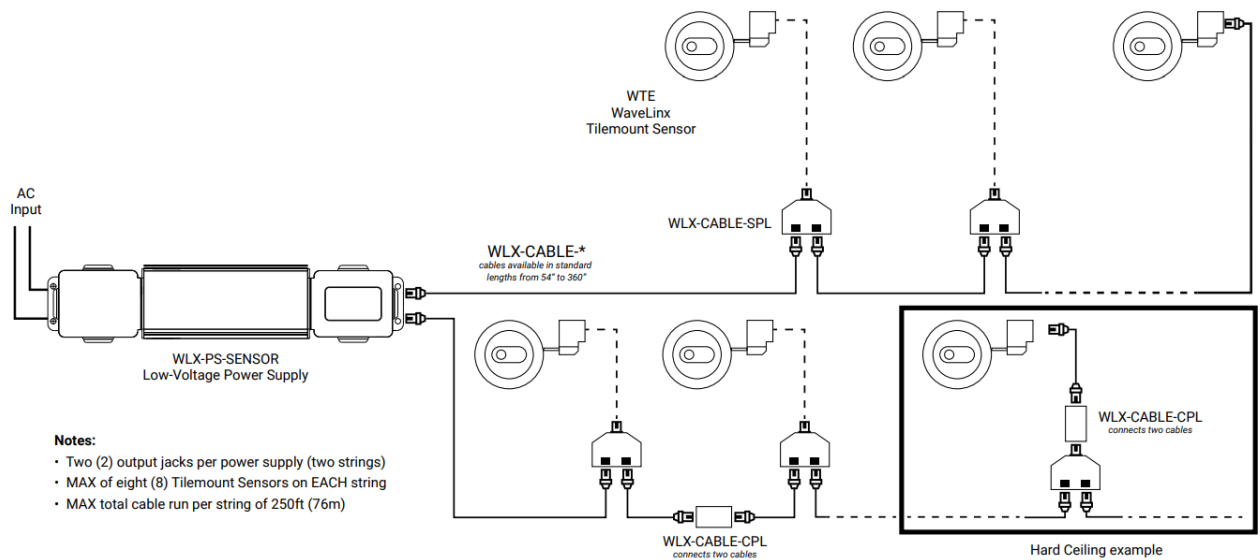 WTE
WaveLinx
Tilemount Sensor
AC
Input
WLX-CABLE-SPL
WLX-CABLE-*
cables available in standard
lengths from 54” to 360”
WLX-PS-SENSOR
Low-Voltage Power Supply
WLX-CABLE-CPL
connects two cables
Notes:
• Two (2) output jacks per power supply (two strings)
• MAX of eight (8) Tilemount Sensors on EACH string
• MAX total cable run per string of 250ft (76m)
WLX-CABLE-CPL
connects two cables
Hard Ceiling example